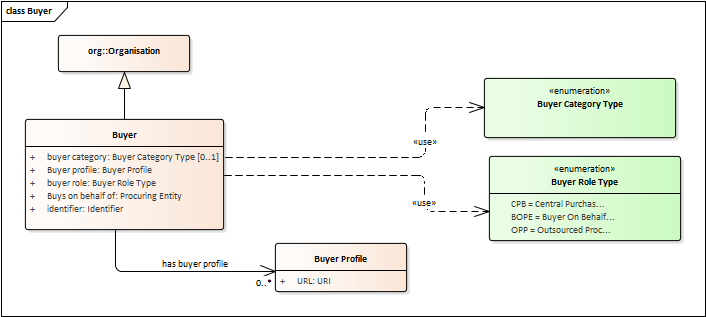 class Buyer
org::Organisation
Buyer
+ buyer category: Buyer Category Type [0..1]
+ Buyer profile: Buyer Profile
+ buyer role: Buyer Role Type
+ Buys on behalf of: Procuring Entity
+ identifier: Identifier
«use»
«use»
«enumeration»
Buyer Category Type
«enumeration»
Buyer Role Type
CPB = Central Purchas...
BOPE = Buyer On Behalf...
OPP = Outsourced Proc...
has buyer profile
0..*
Buyer Profile
+ URL: URI